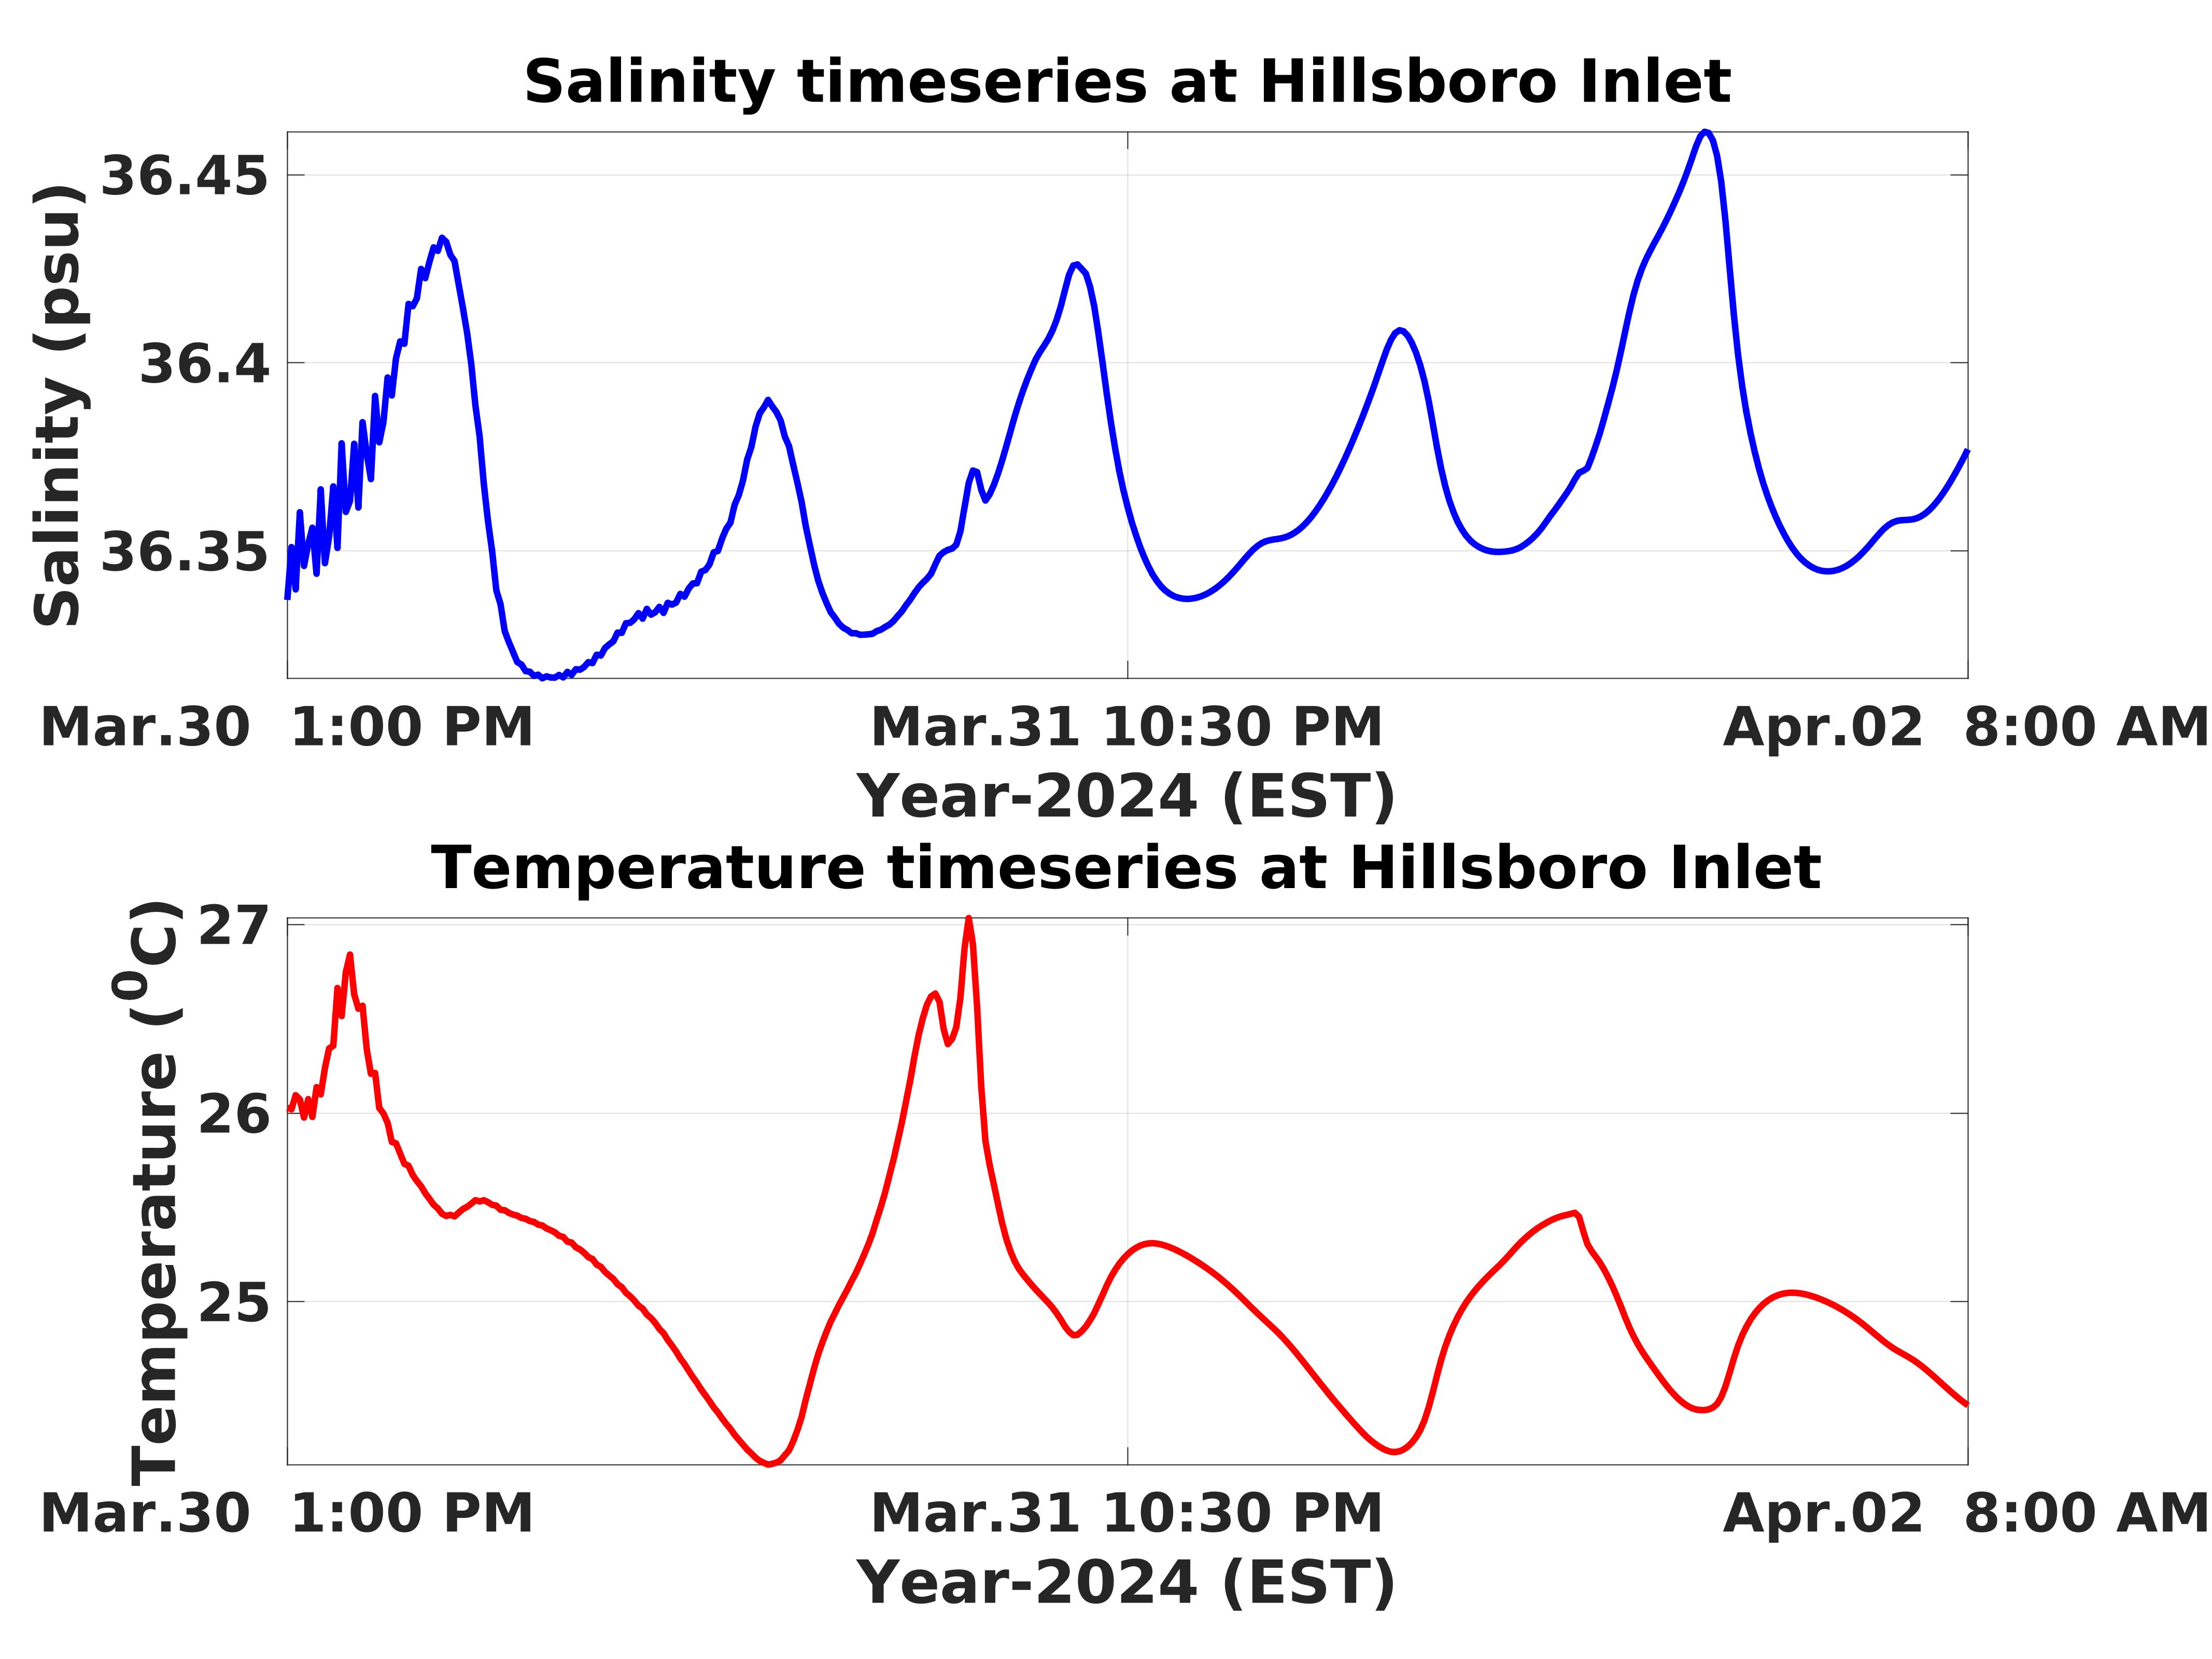 Salinity timeseries at Hillsboro Inlet
Salinity (psu)
36.45
36.4
36.35
Mar.30  1:00 PM Mar.31 10:30 PM Apr.02  8:00 AM
Year-2024 (EST)
Temperature timeseries at Hillsboro Inlet
Temperature (⁰C)
27
26
25
Mar.30  1:00 PM Mar.31 10:30 PM Apr.02  8:00 AM
Year-2024 (EST)